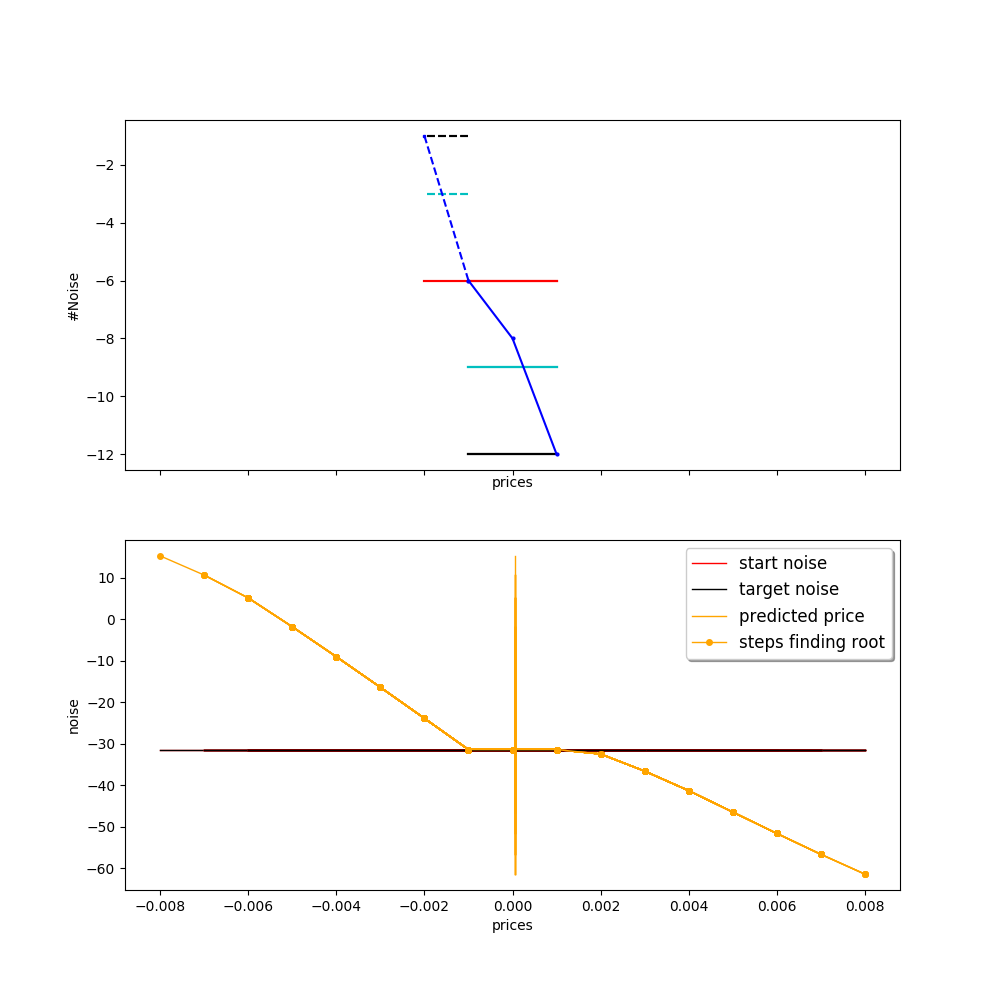 −2
−4
−6
−8
−10
−12
#Noise
prices
10
0
−10
−20
−30
−40
−50
−60
noise
start noise
target noise
predicted price
steps finding root
−0.008 −0.006 −0.004 −0.002 0.000 0.002 0.004 0.006 0.008
prices